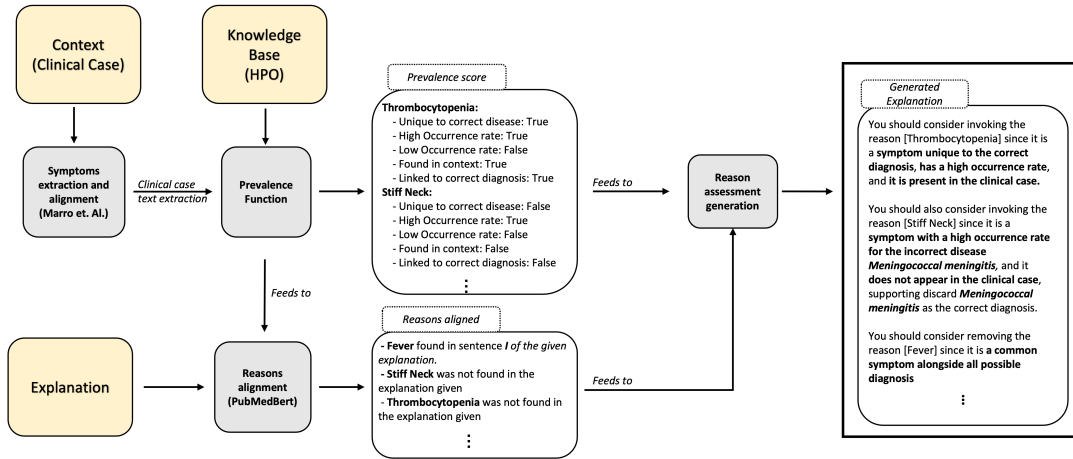 Context
(Clinical Case)
Knowledge
Base
(HPO)
Symptoms
extraction and
alignment
(Marro et. Al.)
Clinical case
text extraction
Prevalence
Function
Prevalence score
Thrombocytopenia:
- Unique to correct disease: True
- High Occurrence rate: True
- Low Occurrence rate: False
- Found in context: True
- Linked to correct diagnosis: True
Stiff Neck:
- Unique to correct disease: False
- High Occurrence rate: True
- Low Occurrence rate: False
- Found in context: False
- Linked to correct diagnosis: False
⋮
Feeds to
Reason
assessment
generation
Feeds to
Explanation
Reasons
alignment
(PubMedBert)
Reasons aligned
- Fever found in sentence I of the given
explanation.
- Stiff Neck was not found in the
explanation given
- Thrombocytopenia was not found in
the explanation given
⋮
Feeds to
Generated
Explanation
You should consider invoking the
reason [Thrombocytopenia] since it is
a symptom unique to the correct
diagnosis, has a high occurrence rate,
and it is present in the clinical case.
You should also consider invoking the
reason [Stiff Neck] since it is a
symptom with a high occurrence rate
for the incorrect disease
Meningococcal meningitis, and it
does not appear in the clinical case,
supporting discard Meningococcal
meningitis as the correct diagnosis.
You should consider removing the
reason [Fever] since it is a common
symptom alongside all possible
diagnosis
⋮